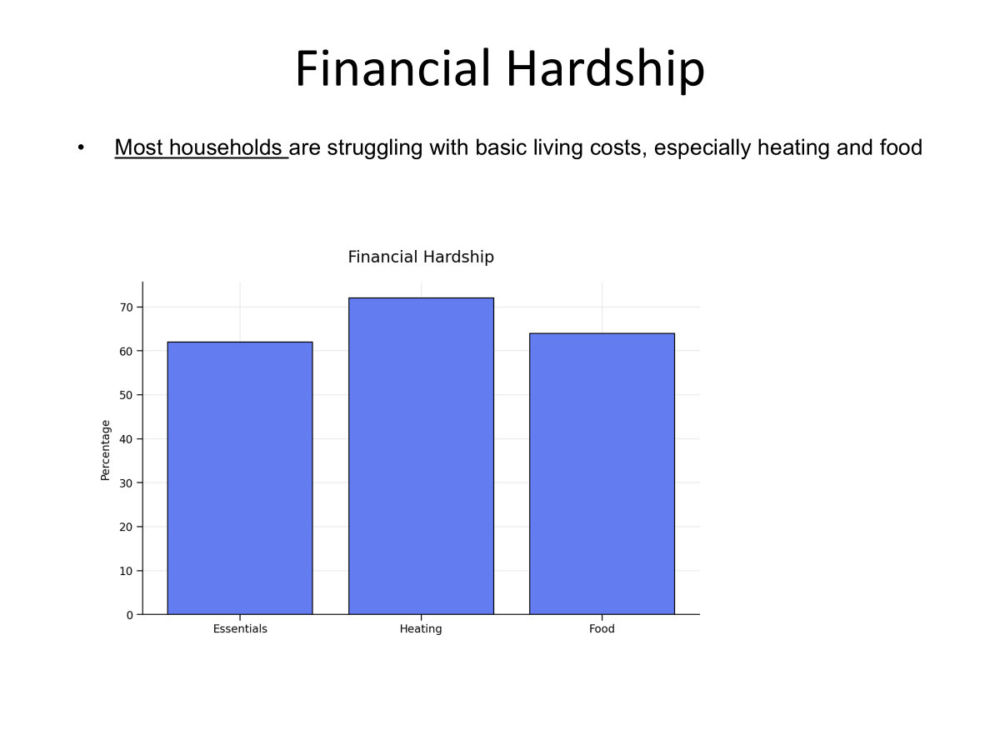 Financial Hardship
• Most households are struggling with basic living costs, especially heating and food
Financial Hardship
Percentage
70
60
50
40
30
20
10
0
Essentials Heating Food